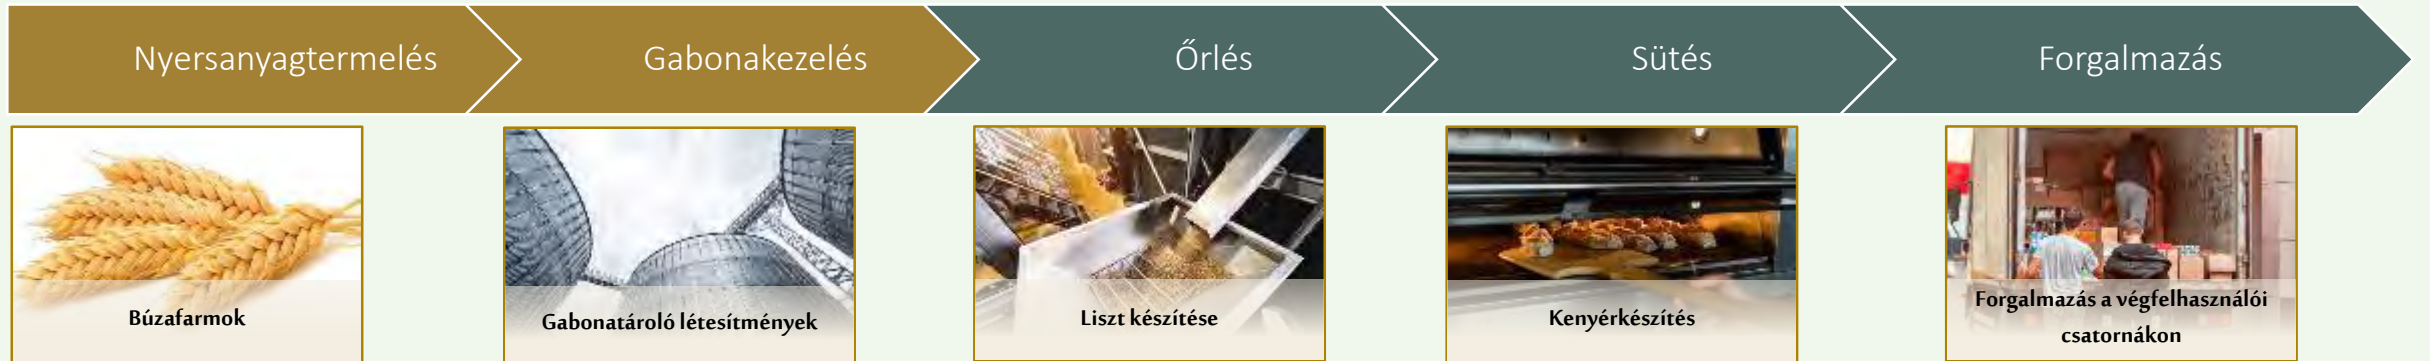 Nyersanyagtermelés
Gabonakezelés
Őrlés
Sütés
Forgalmazás
Búzafarmok
Gabonatároló létesítmények
Liszt készítése
Kenyérkészítés
Forgalmazás a végfelhasználói
csatornákon